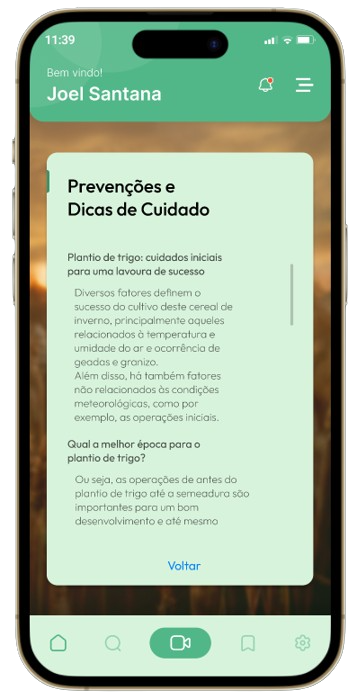 11:39
Bem vindo!
Joel Santana
Prevenções e
Dicas de Cuidado
Plantio de trigo: cuidados iniciais
para uma lavoura de sucesso
Diversos fatores definem o
sucesso do cultivo deste cereal de
inverno, principalmente aqueles
relacionados à temperatura e
umidade do ar e ocorrência de
geadas e granizo.
Além disso, há também fatores
não relacionados às condições
meteorológicas, como por
exemplo, as operações iniciais.
Qual a melhor época para o
plantio de trigo?
Ou seja, as operações de antes do
plantio de trigo até a semeadura são
importantes para um bom
desenvolvimento e até mesmo
Voltar